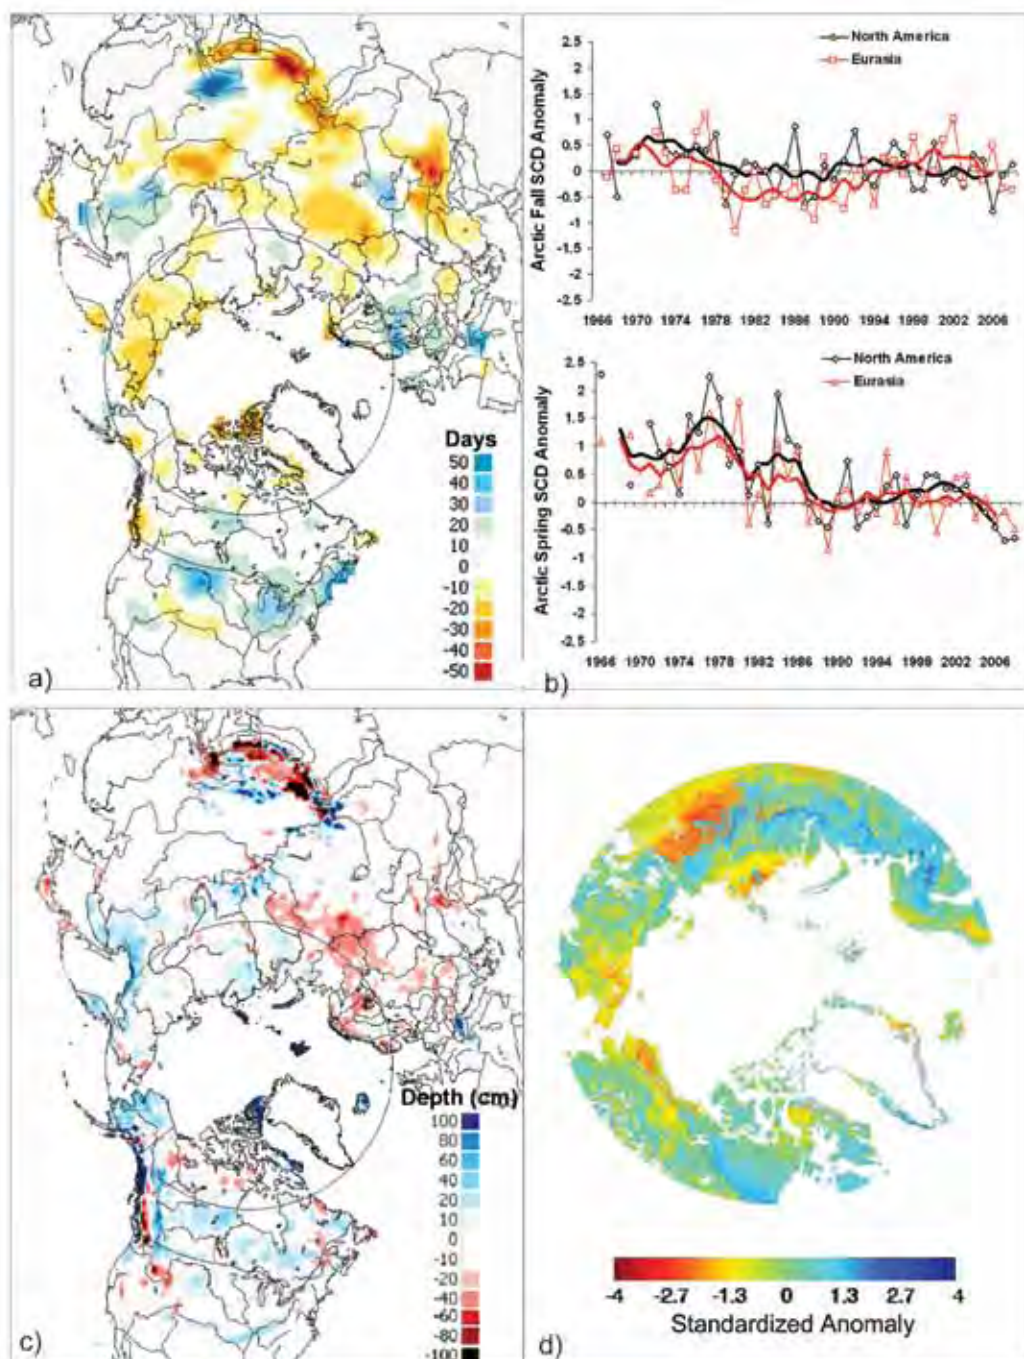 Days
50
40
30
20
10
0
-10
-20
-30
-40
-50
a)
North America
Eurasia
Arctic Fall SCD Anomaly
2.5
2
1.5
1
0.5
0
-0.5
-1
-1.5
-2
-2.5
1966 1970 1974 1978 1982 1986 1990 1994 1998 2002 2006
North America
Eurasia
Arctic Spring SCD Anomaly
2.5
2
1.5
1
0.5
0
-0.5
-1
-1.5
-2
-2.5
1966 1970 1974 1978 1982 1986 1990 1994 1998 2002 2006
b)
Depth (cm)
100
80
60
40
20
10
0
-10
-20
-40
-60
-80
-100
c)
-4 -2.7 -1.3 0 1.3 2.7 4
Standardized Anomaly
d)